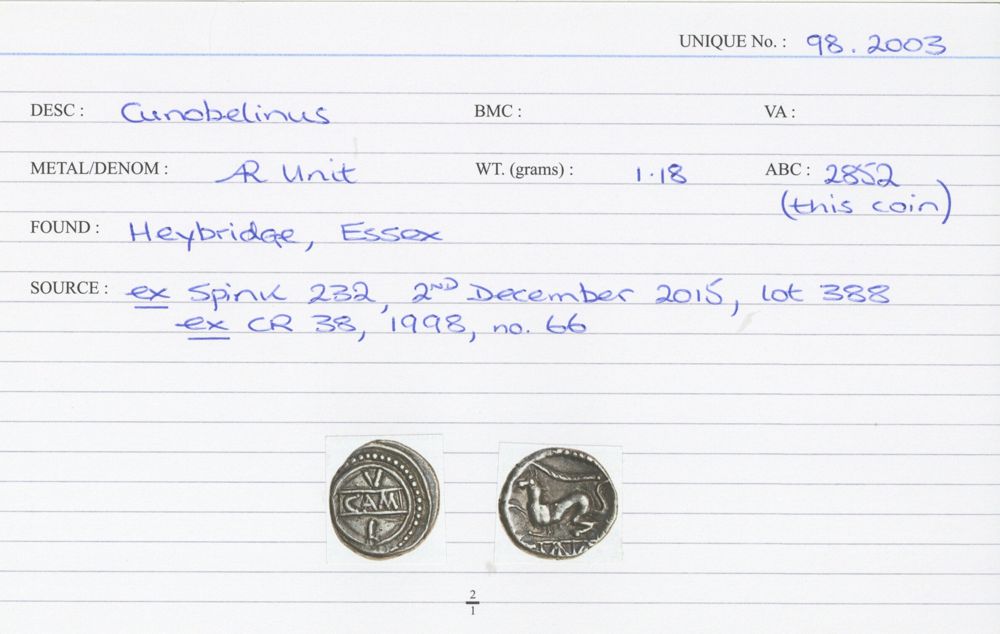 UNIQUE No. : 98.2003
DESC : Cunobelinus BMC : VA :
METAL/DENOM : AR Unit WT. (grams) : 1.18 ABC : 2852
(this coin)
FOUND : Heybridge, Essex
SOURCE : ex Spink 232, 2ND December 2015, lot 388
ex CR 38, 1998, no. 66
CAM
2
1